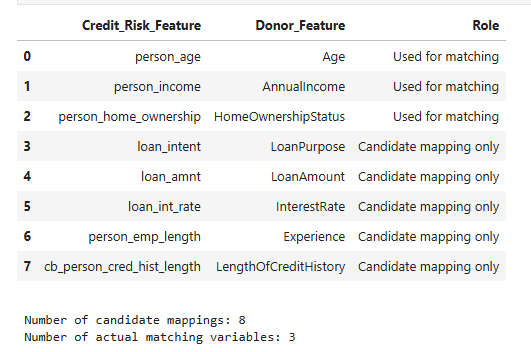 Credit_Risk_Feature Donor_Feature Role
0 person_age Age Used for matching
1 person_income AnnualIncome Used for matching
2 person_home_ownership HomeOwnershipStatus Used for matching
3 loan_intent LoanPurpose Candidate mapping only
4 loan_amnt LoanAmount Candidate mapping only
5 loan_int_rate InterestRate Candidate mapping only
6 person_emp_length Experience Candidate mapping only
7 cb_person_cred_hist_length LengthOfCreditHistory Candidate mapping only
Number of candidate mappings: 8
Number of actual matching variables: 3